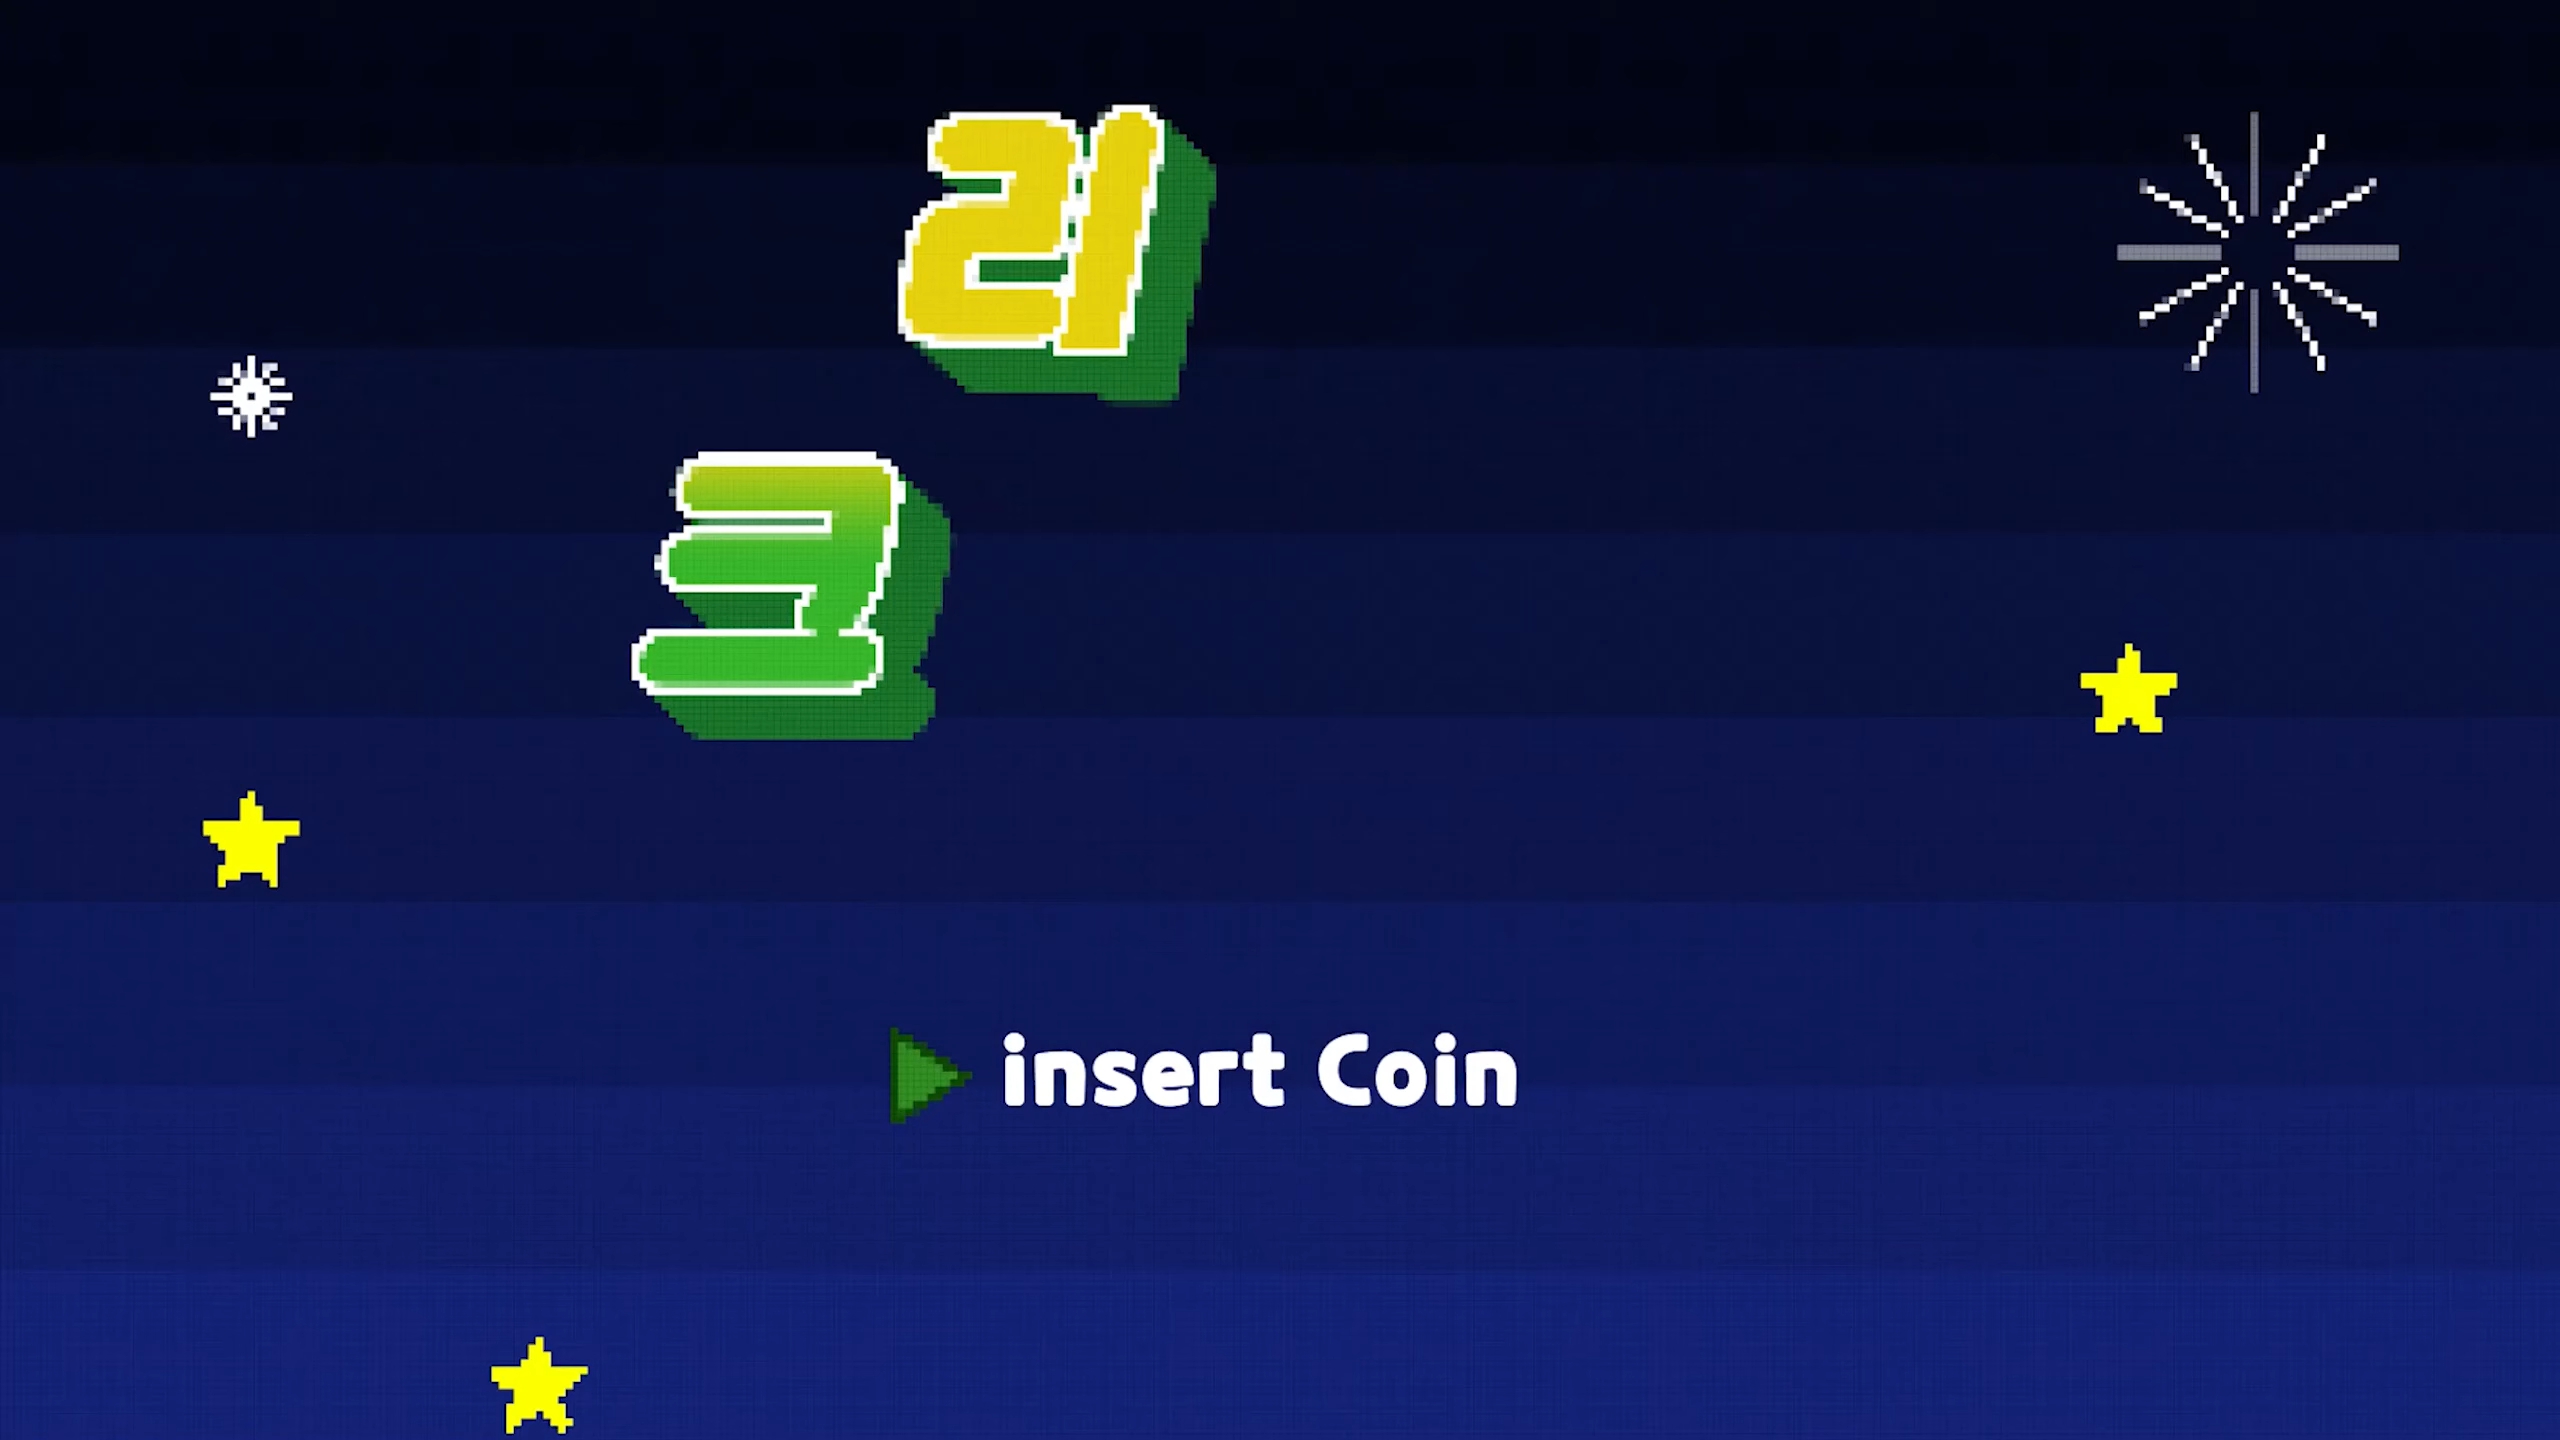 리
크
insert Coin